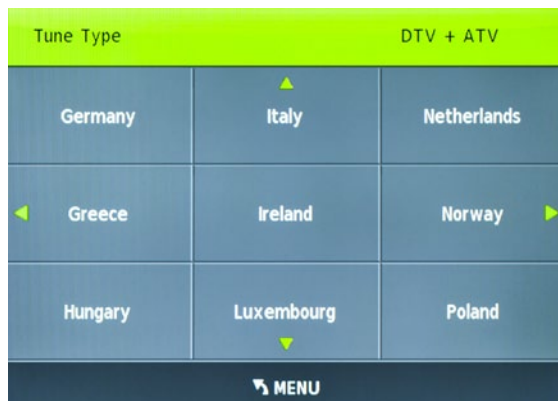 Tune Type DTV + ATV
Germany Italy Netherlands
Greece Ireland Norway
Hungary Luxembourg Poland
MENU